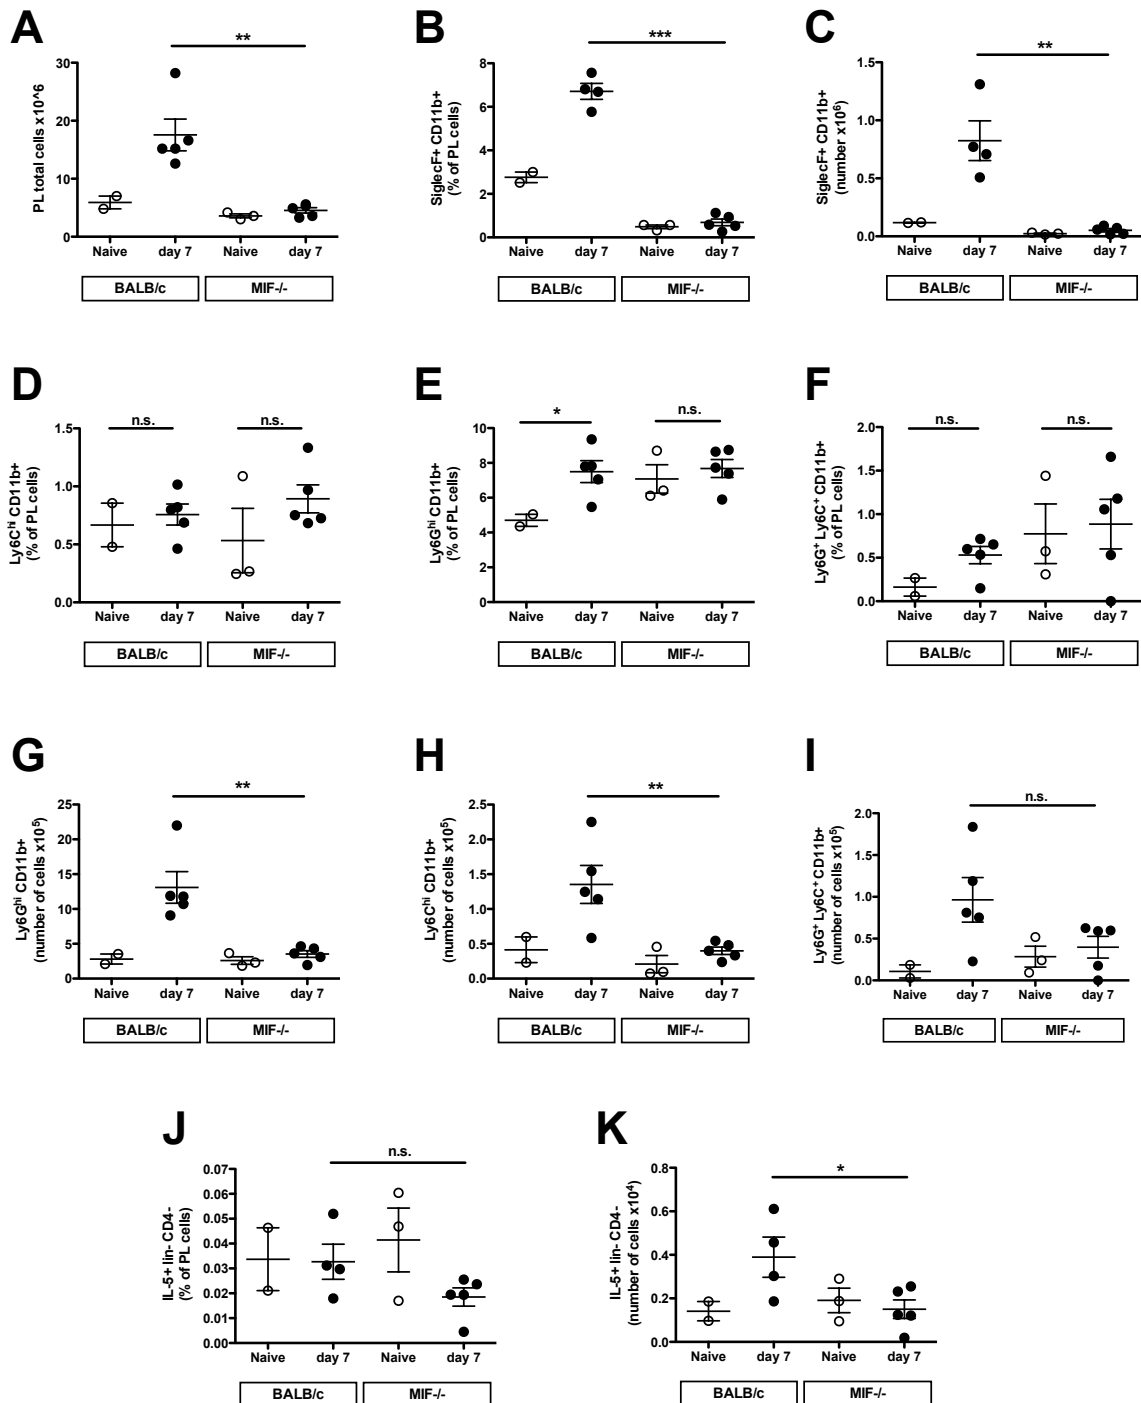 A
**
PL total cells x10^6
30
20
10
0
Naive day 7 Naive day 7
BALB/c MIF-/-
B
***
SiglecF+ CD11b+
(% of PL cells)
8
6
4
2
0
Naive day 7 Naive day 7
BALB/c MIF-/-
C
**
SiglecF+ CD11b+
(number x10⁶)
1.5
1.0
0.5
0.0
Naive day 7 Naive day 7
BALB/c MIF-/-
D
n.s. n.s.
Ly6Cʰⁱ CD11b+
(% of PL cells)
1.5
1.0
0.5
0.0
Naive day 7 Naive day 7
BALB/c MIF-/-
E
* n.s.
Ly6Gʰⁱ CD11b+
(% of PL cells)
10
8
6
4
2
0
Naive day 7 Naive day 7
BALB/c MIF-/-
F
n.s. n.s.
Ly6G⁺ Ly6C⁺ CD11b+
(% of PL cells)
2.0
1.5
1.0
0.5
0.0
Naive day 7 Naive day 7
BALB/c MIF-/-
G
**
Ly6Gʰⁱ CD11b+
(number of cells x10⁵)
25
20
15
10
5
0
Naive day 7 Naive day 7
BALB/c MIF-/-
H
**
Ly6Cʰⁱ CD11b+
(number of cells x10⁵)
2.5
2.0
1.5
1.0
0.5
0.0
Naive day 7 Naive day 7
BALB/c MIF-/-
I
n.s.
Ly6G⁺ Ly6C⁺ CD11b+
(number of cells x10⁵)
2.0
1.5
1.0
0.5
0.0
Naive day 7 Naive day 7
BALB/c MIF-/-
J
n.s.
IL-5+ lin- CD4-
(% of PL cells)
0.07
0.06
0.05
0.04
0.03
0.02
0.01
0.00
Naive day 7 Naive day 7
BALB/c MIF-/-
K
*
IL-5+ lin- CD4-
(number of cells x10⁴)
0.8
0.6
0.4
0.2
0.0
Naive day 7 Naive day 7
BALB/c MIF-/-